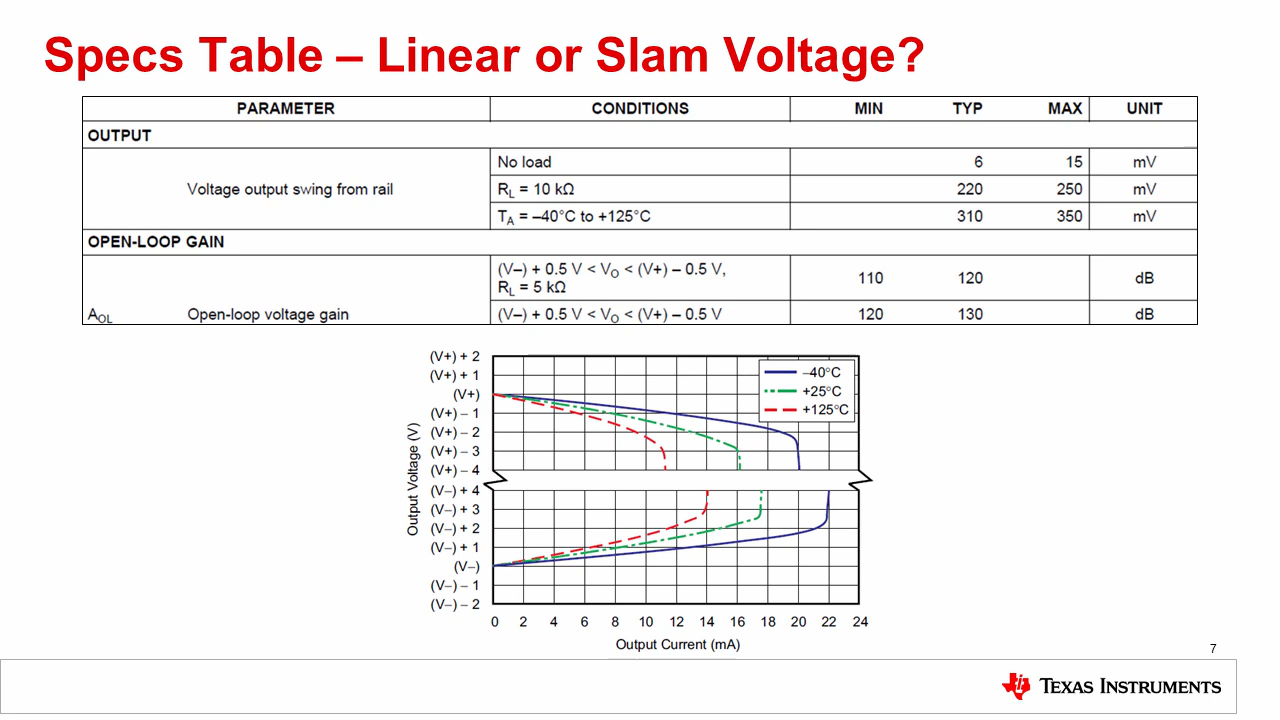 Specs Table – Linear or Slam Voltage?
PARAMETER CONDITIONS MIN TYP MAX UNIT
OUTPUT
Voltage output swing from rail
No load 6 15 mV
RL = 10 kΩ 220 250 mV
TA = –40°C to +125°C 310 350 mV
OPEN-LOOP GAIN
AOL Open-loop voltage gain
(V–) + 0.5 V < VO < (V+) – 0.5 V,
RL = 5 kΩ 110 120 dB
(V–) + 0.5 V < VO < (V+) – 0.5 V 120 130 dB
Output Voltage (V)
(V+) + 2
(V+) + 1
(V+)
(V+) – 1
(V+) – 2
(V+) – 3
(V+) – 4
(V–) + 4
(V–) + 3
(V–) + 2
(V–) + 1
(V–)
(V–) – 1
(V–) – 2
–40°C
+25°C
+125°C
0 2 4 6 8 10 12 14 16 18 20 22 24
Output Current (mA)
7
TEXAS INSTRUMENTS